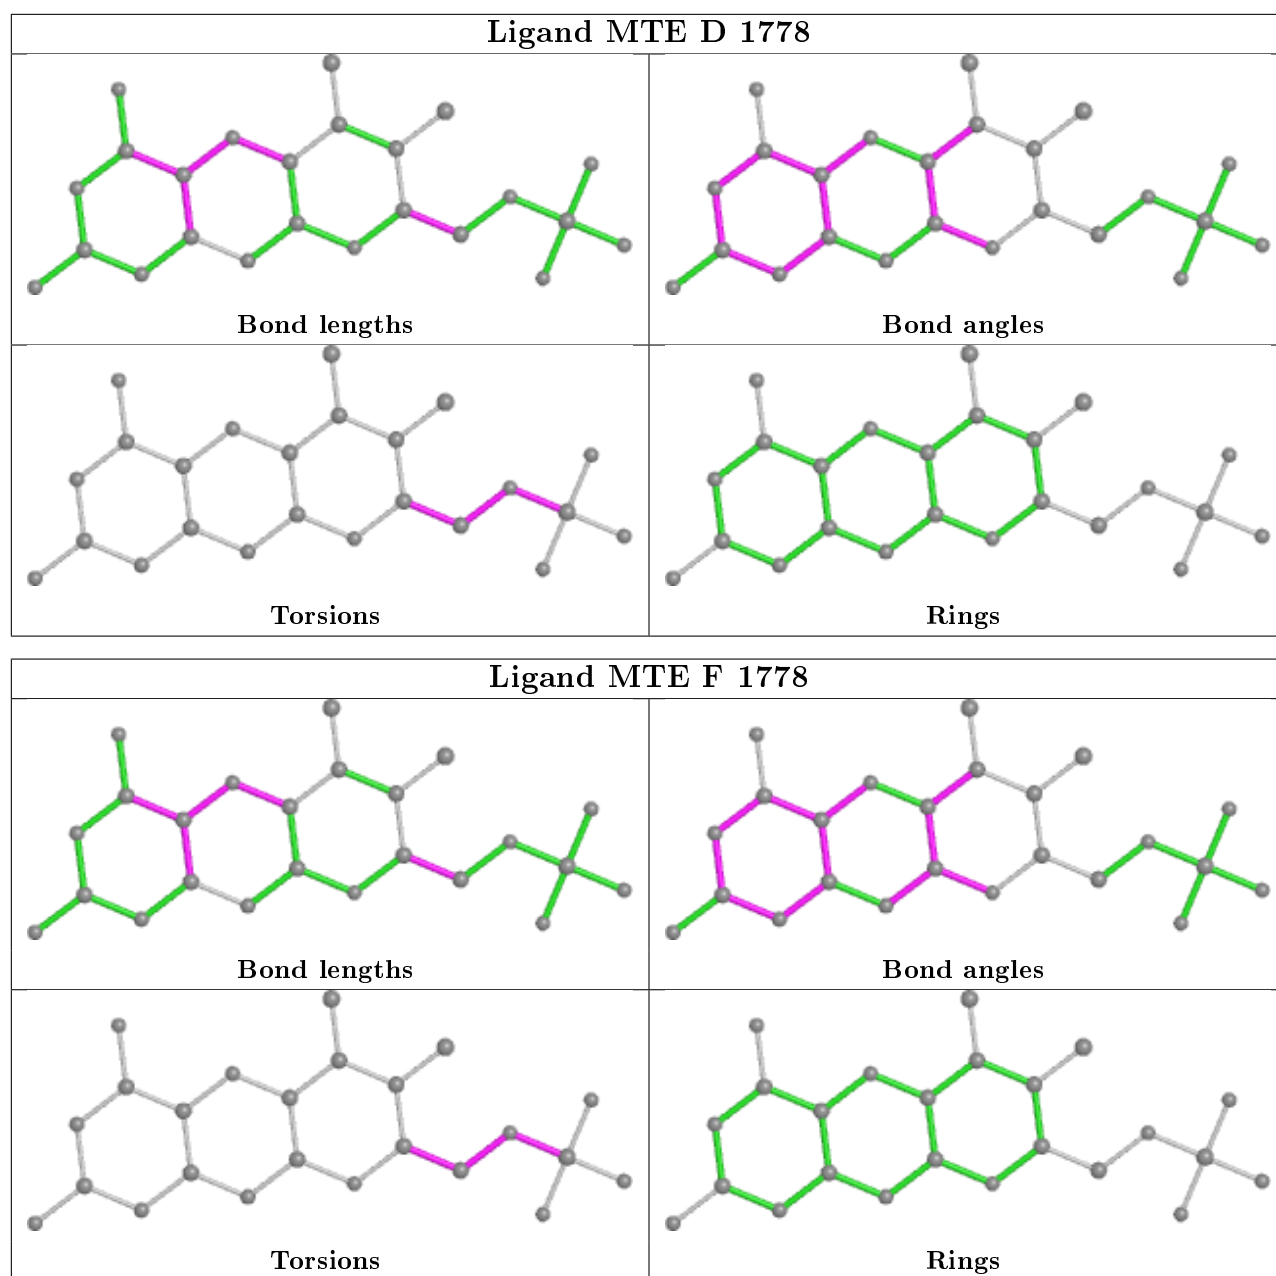 Ligand MTE D 1778
Bond lengths
Bond angles
Torsions
Rings
Ligand MTE F 1778
Bond lengths
Bond angles
Torsions
Rings